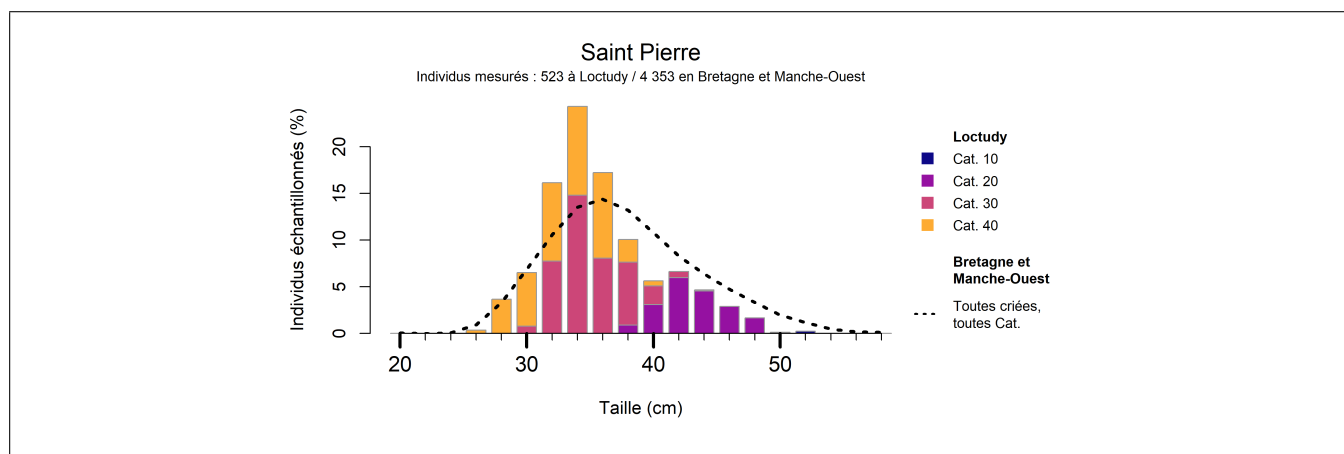 Saint Pierre
Individus mesurés : 523 à Loctudy / 4 353 en Bretagne et Manche-Ouest
Individus échantillonnés (%)
20
15
10
5
0
20 30 40 50
Taille (cm)
Loctudy
Cat. 10
Cat. 20
Cat. 30
Cat. 40
Bretagne et
Manche-Ouest
Toutes criées,
toutes Cat.